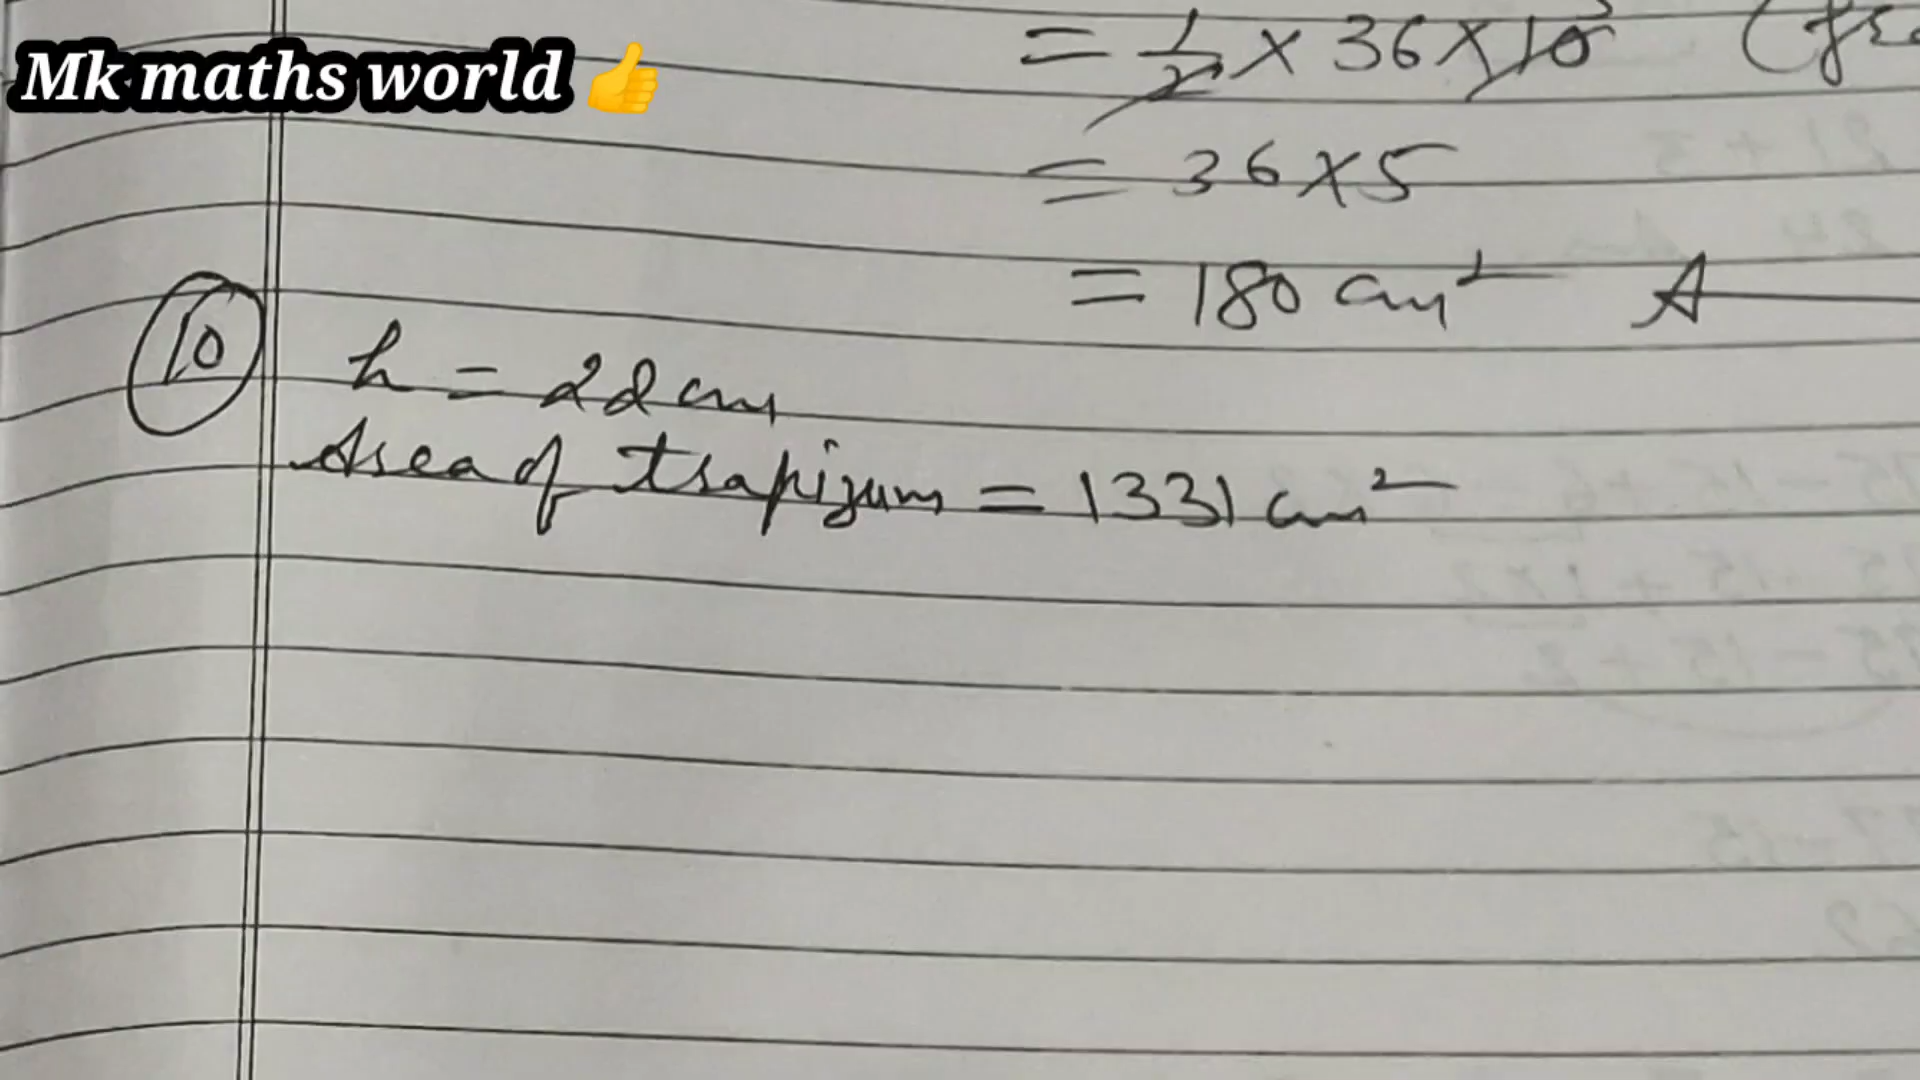 Mk maths world 👍
= 1/2 × 36 × 10
= 36 × 5
= 180 cm²
10 h = 22 cm
Area of trapizum = 1331 cm²